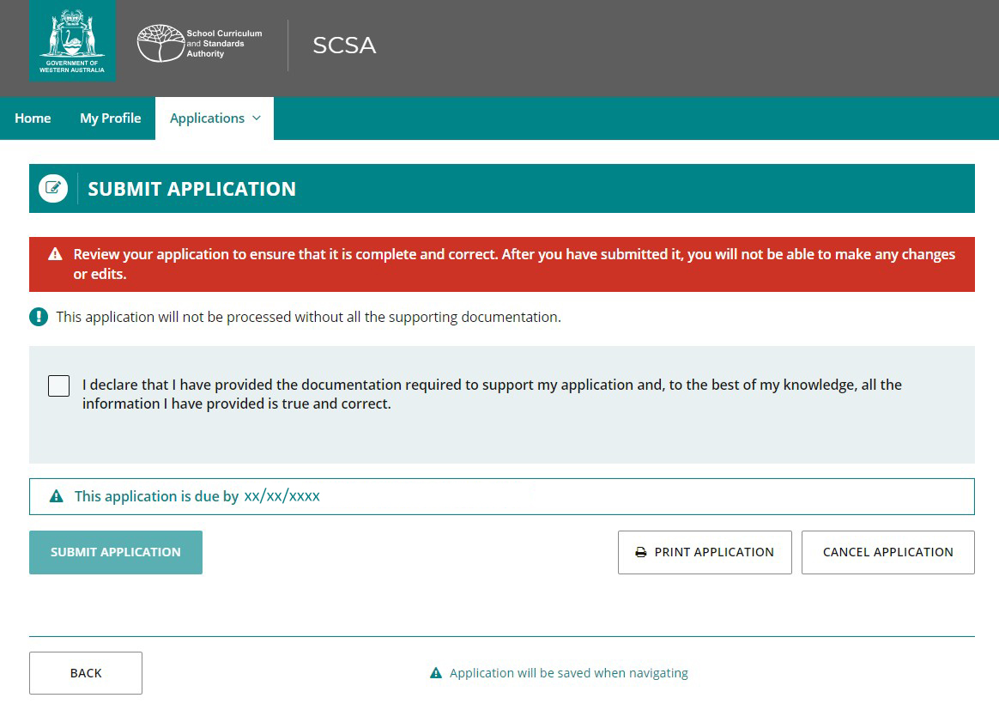 GOVERNMENT OF
WESTERN AUSTRALIA
School Curriculum
and Standards
Authority
SCSA
Home
My Profile
Applications
SUBMIT APPLICATION
Review your application to ensure that it is complete and correct. After you have submitted it, you will not be able to make any changes
or edits.
This application will not be processed without all the supporting documentation.
I declare that I have provided the documentation required to support my application and, to the best of my knowledge, all the
information I have provided is true and correct.
This application is due by xx/xx/xxxx
SUBMIT APPLICATION
PRINT APPLICATION
CANCEL APPLICATION
BACK
Application will be saved when navigating